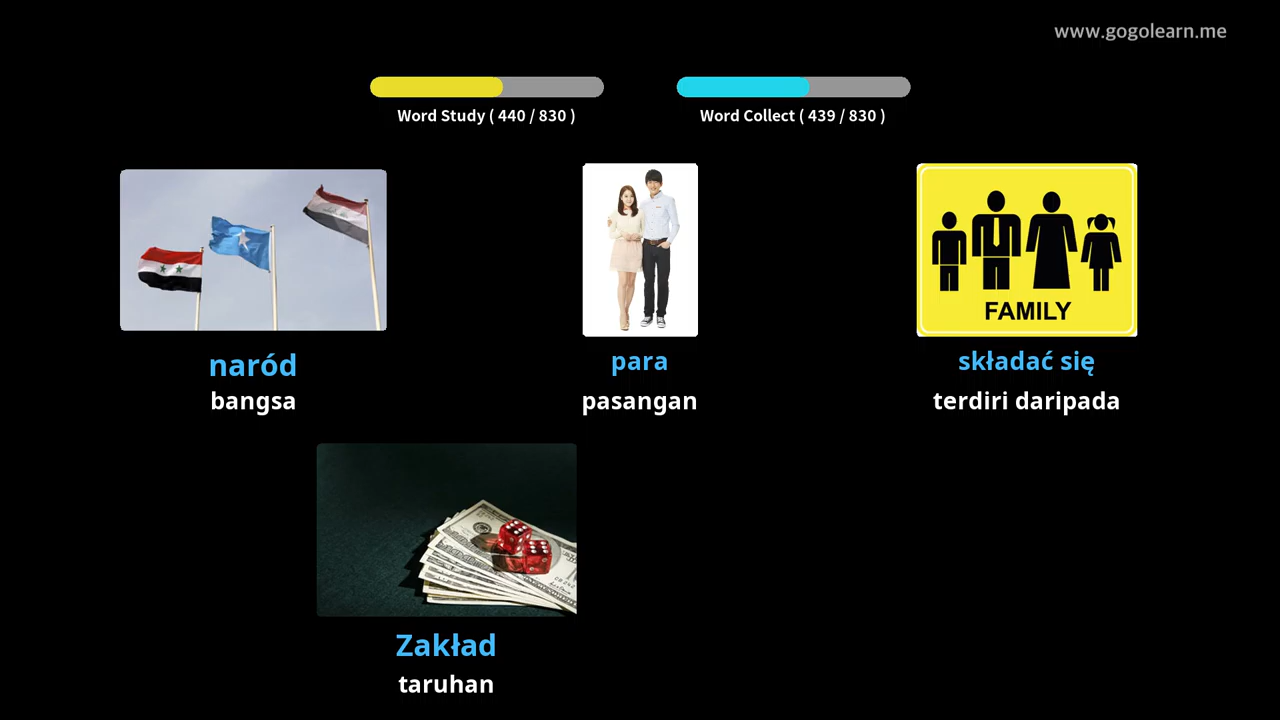 www.gogolearn.me
Word Study ( 440 / 830 )
Word Collect ( 439 / 830 )
FAMILY
naród
para
składać się
bangsa
pasangan
terdiri daripada
Zakład
taruhan